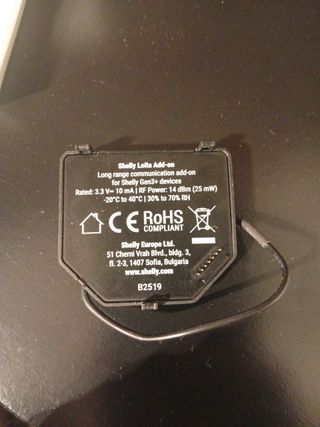 Shelly LoRa Add-on
Long range communication add-on
for Shelly Gen3+ devices
Rated: 3.3 V⎓ 10 mA | RF Power: 14 dBm (25 mW)
-20°C to 40°C | 30% to 70% RH
CE RoHS
COMPLIANT
Shelly Europe Ltd.
51 Cherni Vrah Blvd., bldg. 3,
fl. 2-3, 1407 Sofia, Bulgaria
www.shelly.com
B2519